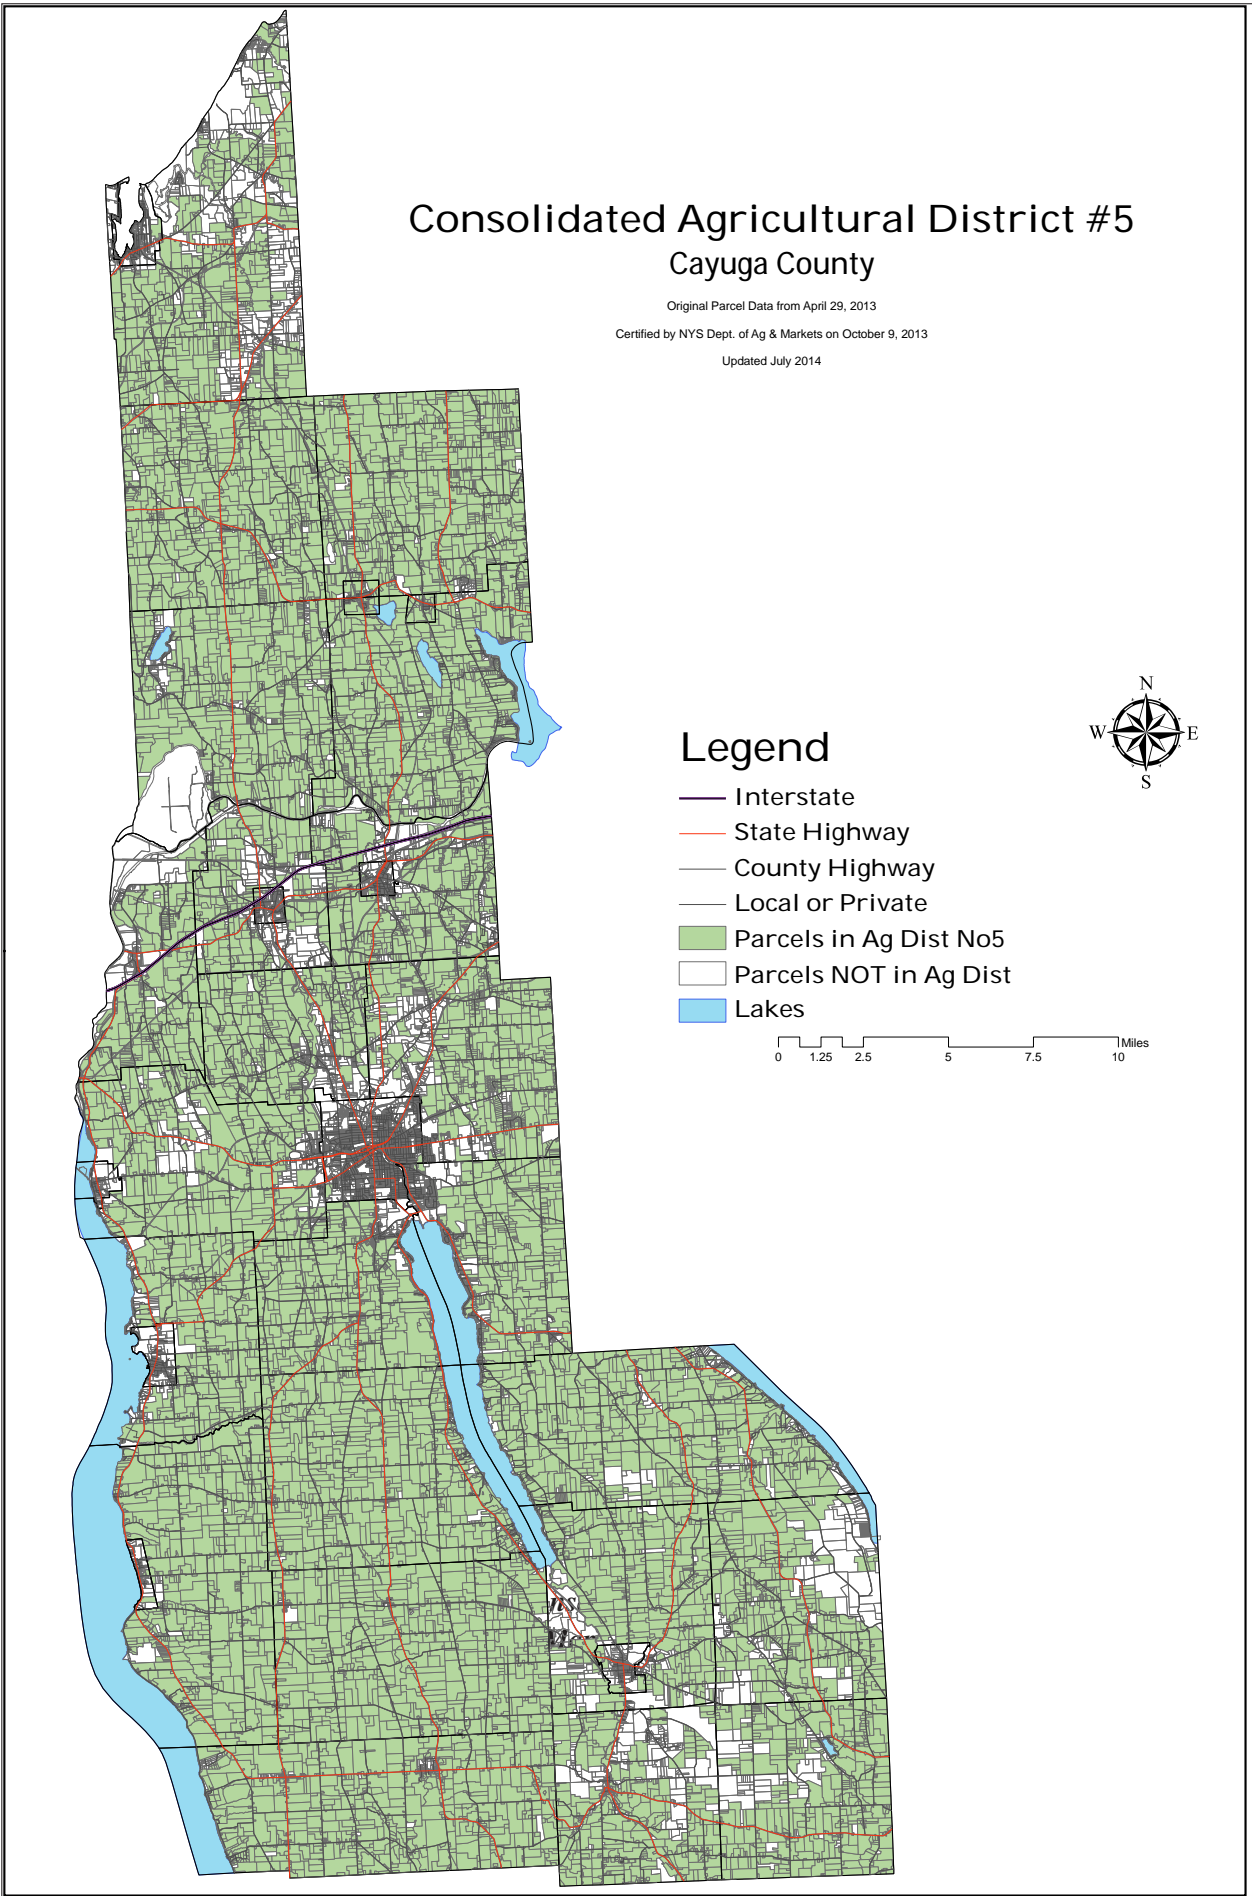 Consolidated Agricultural District #5
Cayuga County
Original Parcel Data from April 29, 2013
Certified by NYS Dept. of Ag & Markets on October 9, 2013
Updated July 2014
N
W E
S
Legend
Interstate
State Highway
County Highway
Local or Private
Parcels in Ag Dist No5
Parcels NOT in Ag Dist
Lakes
Miles
0 1.25 2.5 5 7.5 10